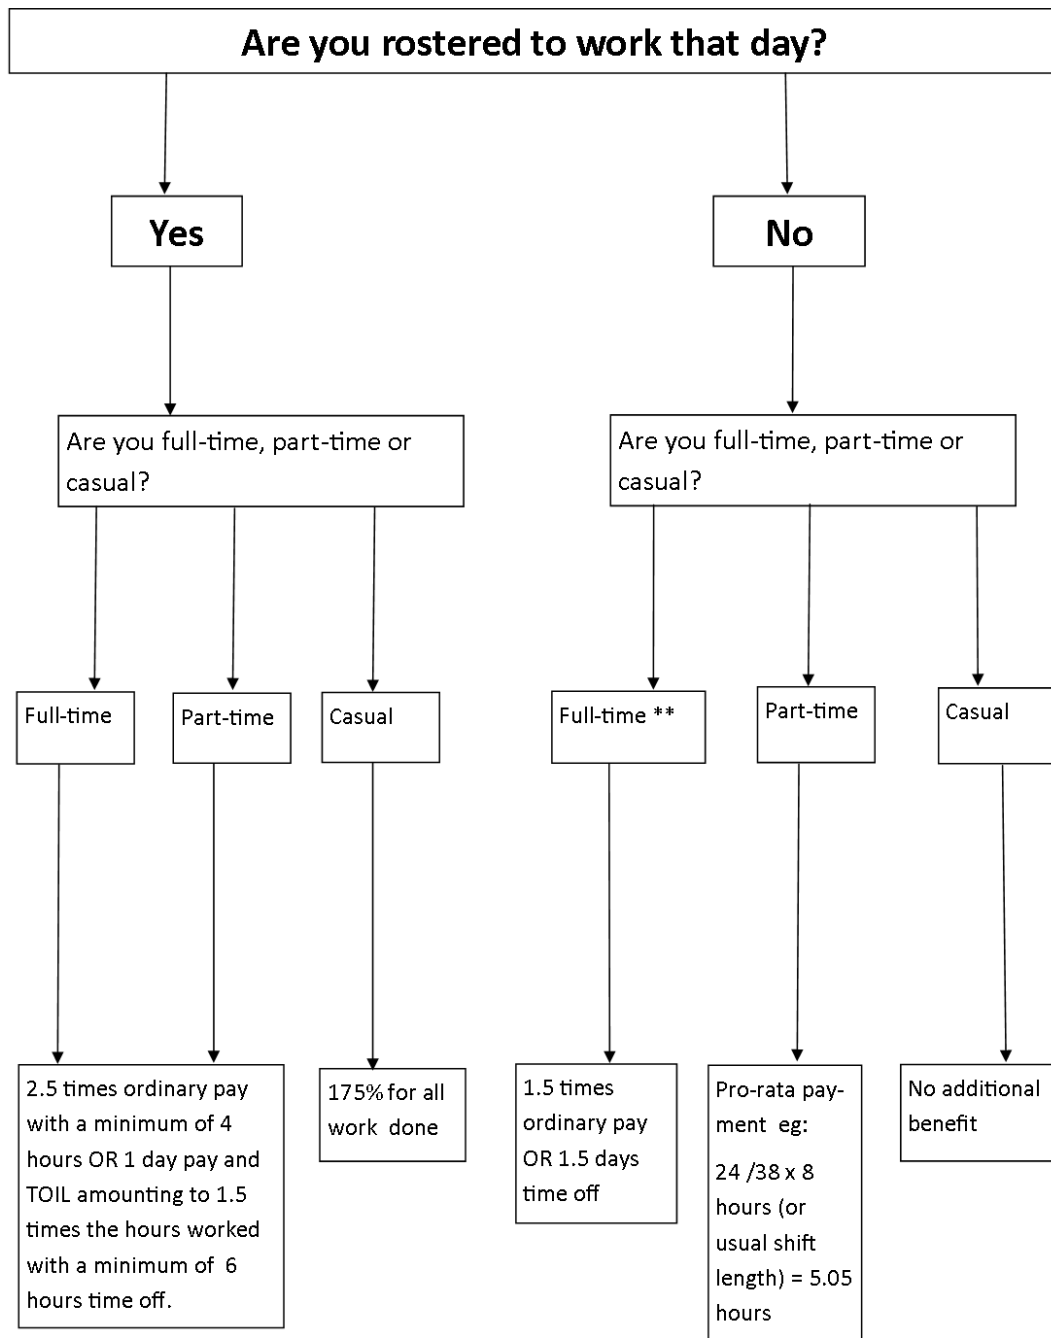 Are you rostered to work that day?
Yes
No
Are you full-time, part-time or
casual?
Are you full-time, part-time or
casual?
Full-time
Part-time
Casual
Full-time **
Part-time
Casual
2.5 times ordinary pay
with a minimum of 4
hours OR 1 day pay and
TOIL amounting to 1.5
times the hours worked
with a minimum of 6
hours time off.
175% for all
work done
1.5 times
ordinary pay
OR 1.5 days
time off
Pro-rata pay-
ment eg:
24 /38 x 8
hours (or
usual shift
length) = 5.05
hours
No additional
benefit